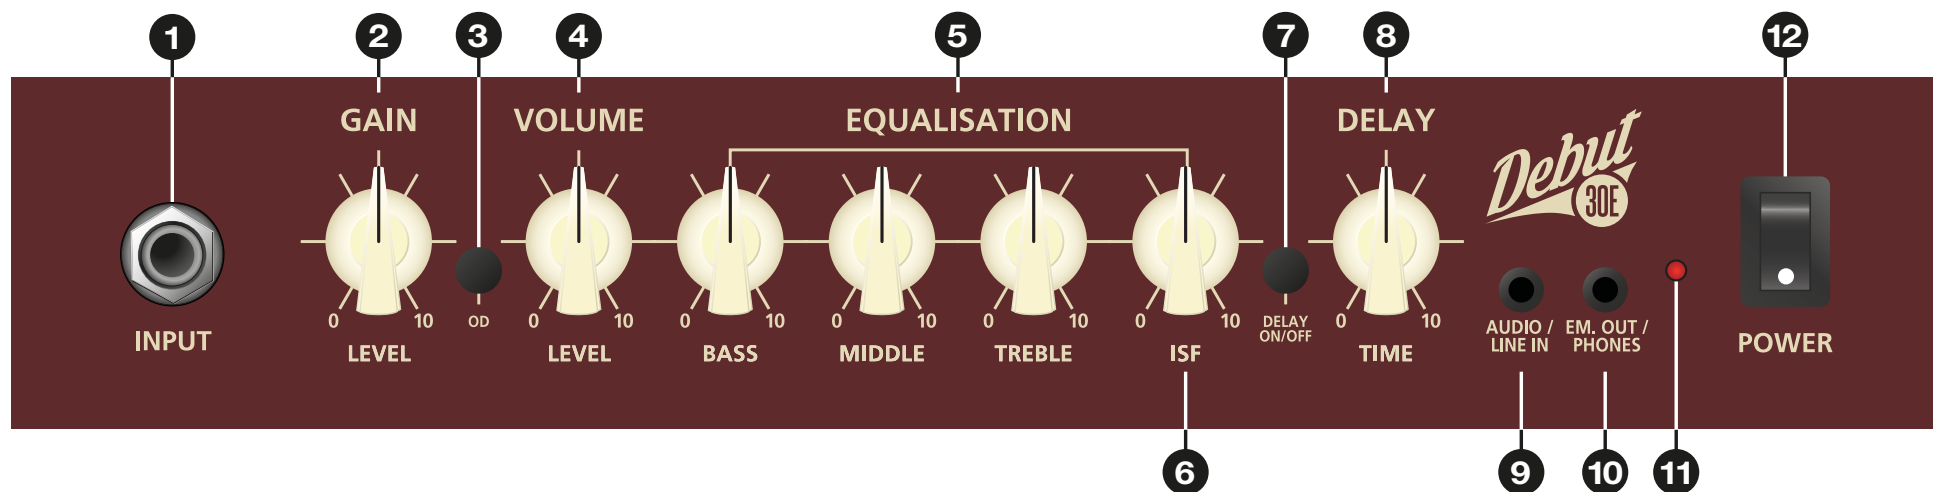 1 2 3 4 5 7 8 12
GAIN VOLUME EQUALISATION DELAY
Debut
30E
0 10 OD 0 10 0 10 0 10 0 10 0 10 DELAY ON/OFF 0 10
INPUT LEVEL LEVEL BASS MIDDLE TREBLE ISF TIME
AUDIO /
LINE IN
EM. OUT /
PHONES
POWER
6 9 10 11